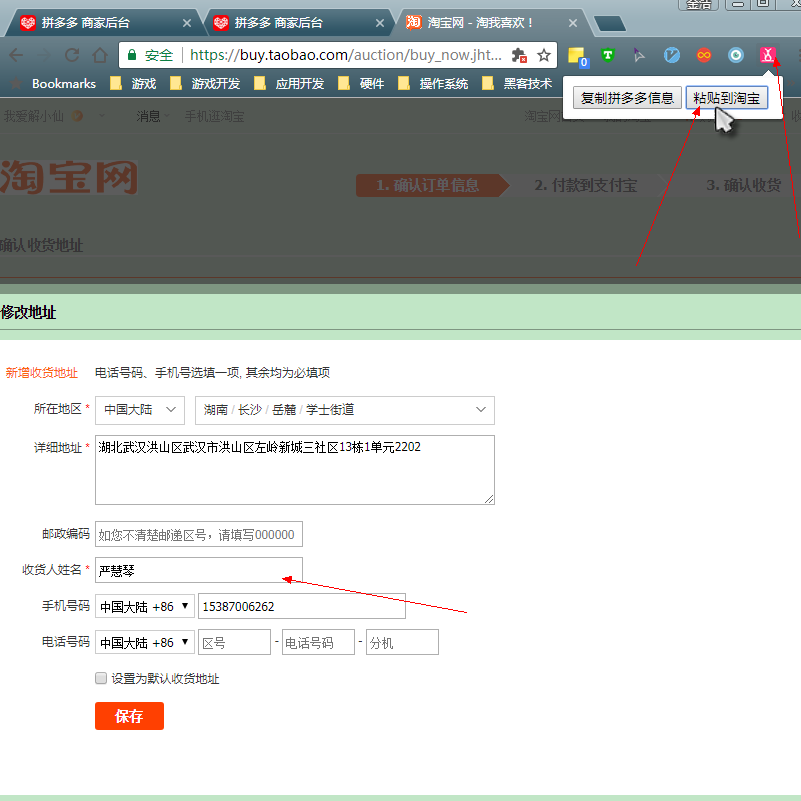 金浩
拼多多 商家后台
拼多多 商家后台
淘宝网 - 淘我喜欢！
安全 https://buy.taobao.com/auction/buy_now.jht...
0
Bookmarks 游戏 游戏开发 应用开发 硬件 操作系统 黑客技术
复制拼多多信息 粘贴到淘宝
我爱解小仙 消息 手机逛淘宝
淘宝网
1. 确认订单信息 2. 付款到支付宝 3. 确认收货
确认收货地址
修改地址
新增收货地址 电话号码、手机号选填一项, 其余均为必填项
所在地区 * 中国大陆 湖南 / 长沙 / 岳麓 / 学士街道
详细地址 * 湖北武汉洪山区武汉市洪山区左岭新城三社区13栋1单元2202
邮政编码 如您不清楚邮递区号，请填写000000
收货人姓名 * 严慧琴
手机号码 中国大陆 +86 15387006262
电话号码 中国大陆 +86 区号 - 电话号码 - 分机
设置为默认收货地址
保存